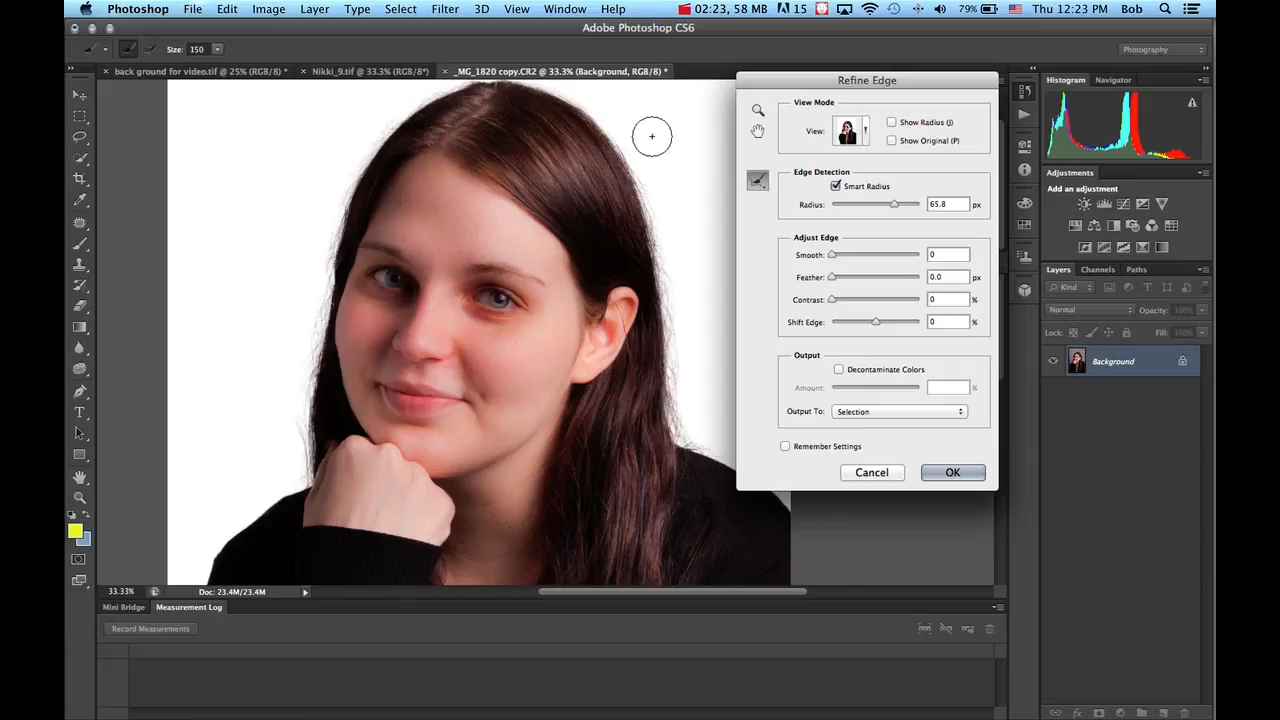 Photoshop File Edit Image Layer Type Select Filter 3D View Window Help 02:23, 58 MB 15 79% Thu 12:23 PM Bob
Adobe Photoshop CS6
Size: 150 Photography
back ground for video.tif @ 25% (RGB/8) * Nikki_9.tif @ 33.3% (RGB/8*) _MG_1820 copy.CR2 @ 33.3% (Background, RGB/8) *
Refine Edge
Histogram Navigator
View Mode
View: Show Radius (J)
Show Original (P)
Edge Detection
Smart Radius
Radius: 65.8 px
Adjust Edge
Smooth: 0
Feather: 0.0 px
Contrast: 0 %
Shift Edge: 0 %
Output
Decontaminate Colors
Amount: %
Output To: Selection
Remember Settings
Cancel OK
Adjustments
Add an adjustment
Layers Channels Paths
Kind
Normal Opacity: 100%
Lock: Fill: 100%
Background
33.33% Doc: 23.4M/23.4M
Mini Bridge Measurement Log
Record Measurements